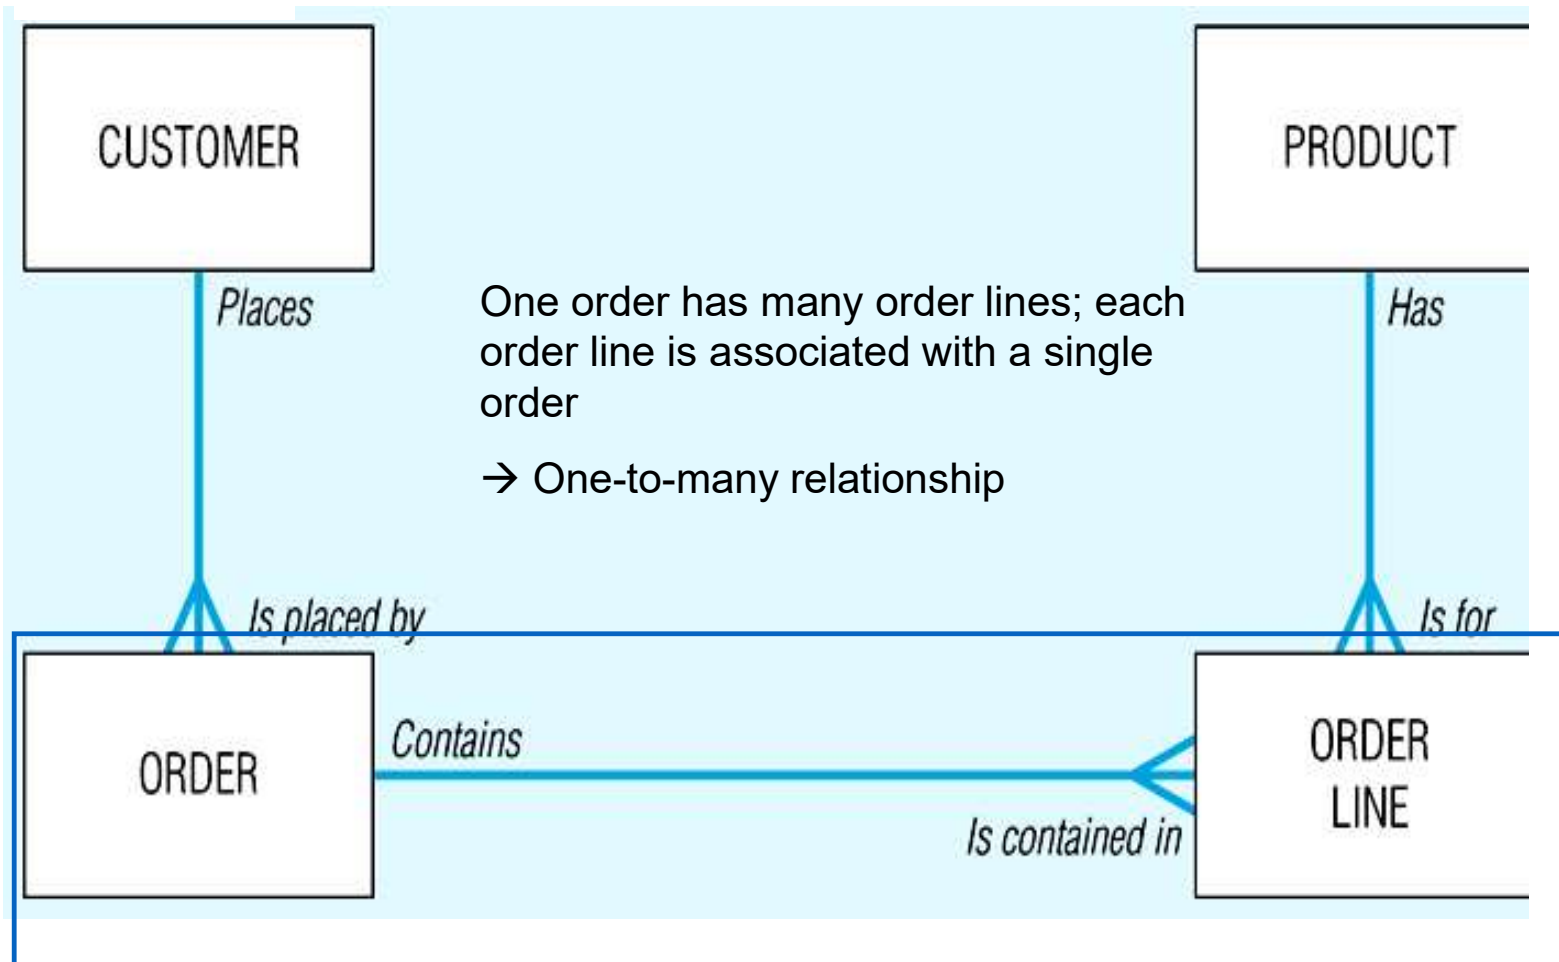 CUSTOMER
PRODUCT
Places
One order has many order lines; each
order line is associated with a single
order
→ One-to-many relationship
Has
Is placed by
Is for
ORDER
Contains
Is contained in
ORDER
LINE